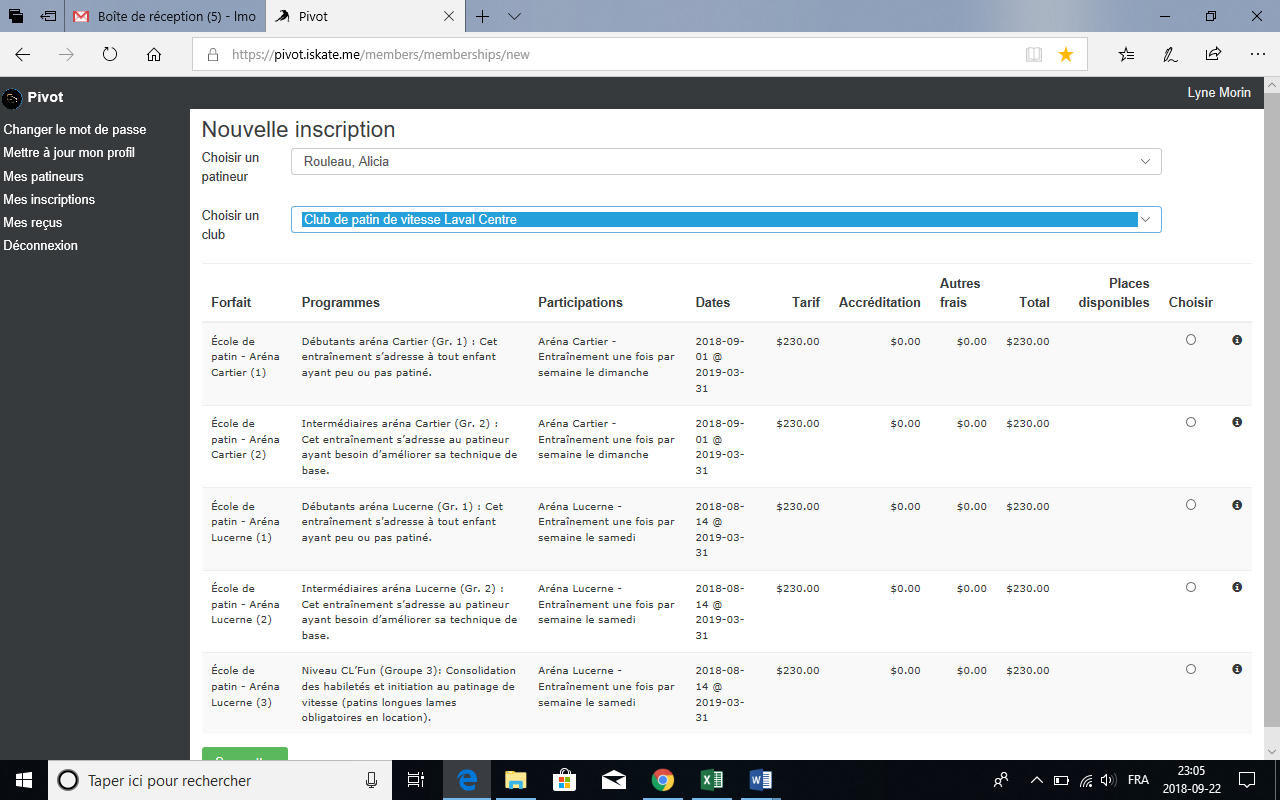 Boîte de réception (5) - lmo
Pivot
https://pivot.iskate.me/members/memberships/new
Pivot
Lyne Morin
Changer le mot de passe
Mettre à jour mon profil
Mes patineurs
Mes inscriptions
Mes reçus
Déconnexion
Nouvelle inscription
Choisir un
patineur
Rouleau, Alicia
Choisir un
club
Club de patin de vitesse Laval Centre
Forfait Programmes Participations Dates Tarif Accréditation Autres frais Total Places disponibles Choisir
École de
patin - Aréna
Cartier (1)
Débutants aréna Cartier (Gr. 1) : Cet
entraînement s’adresse à tout enfant
ayant peu ou pas patiné.
Aréna Cartier -
Entraînement une fois par
semaine le dimanche
2018-09-
01 @
2019-03-
31
$230.00 $0.00 $0.00 $230.00
École de
patin - Aréna
Cartier (2)
Intermédiaires aréna Cartier (Gr. 2) :
Cet entraînement s’adresse au patineur
ayant besoin d’améliorer sa technique de
base.
Aréna Cartier -
Entraînement une fois par
semaine le dimanche
2018-09-
01 @
2019-03-
31
$230.00 $0.00 $0.00 $230.00
École de
patin - Aréna
Lucerne (1)
Débutants aréna Lucerne (Gr. 1) : Cet
entraînement s’adresse à tout enfant
ayant peu ou pas patiné.
Aréna Lucerne -
Entraînement une fois par
semaine le samedi
2018-08-
14 @
2019-03-
31
$230.00 $0.00 $0.00 $230.00
École de
patin - Aréna
Lucerne (2)
Intermédiaires aréna Lucerne (Gr. 2) :
Cet entraînement s’adresse au patineur
ayant besoin d’améliorer sa technique de
base.
Aréna Lucerne -
Entraînement une fois par
semaine le samedi
2018-08-
14 @
2019-03-
31
$230.00 $0.00 $0.00 $230.00
École de
patin - Aréna
Lucerne (3)
Niveau CL’Fun (Groupe 3): Consolidation
des habiletés et initiation au patinage de
vitesse (patins longues lames
obligatoires en location).
Aréna Lucerne -
Entraînement une fois par
semaine le samedi
2018-08-
14 @
2019-03-
31
$230.00 $0.00 $0.00 $230.00
Taper ici pour rechercher
FRA
23:05
2018-09-22